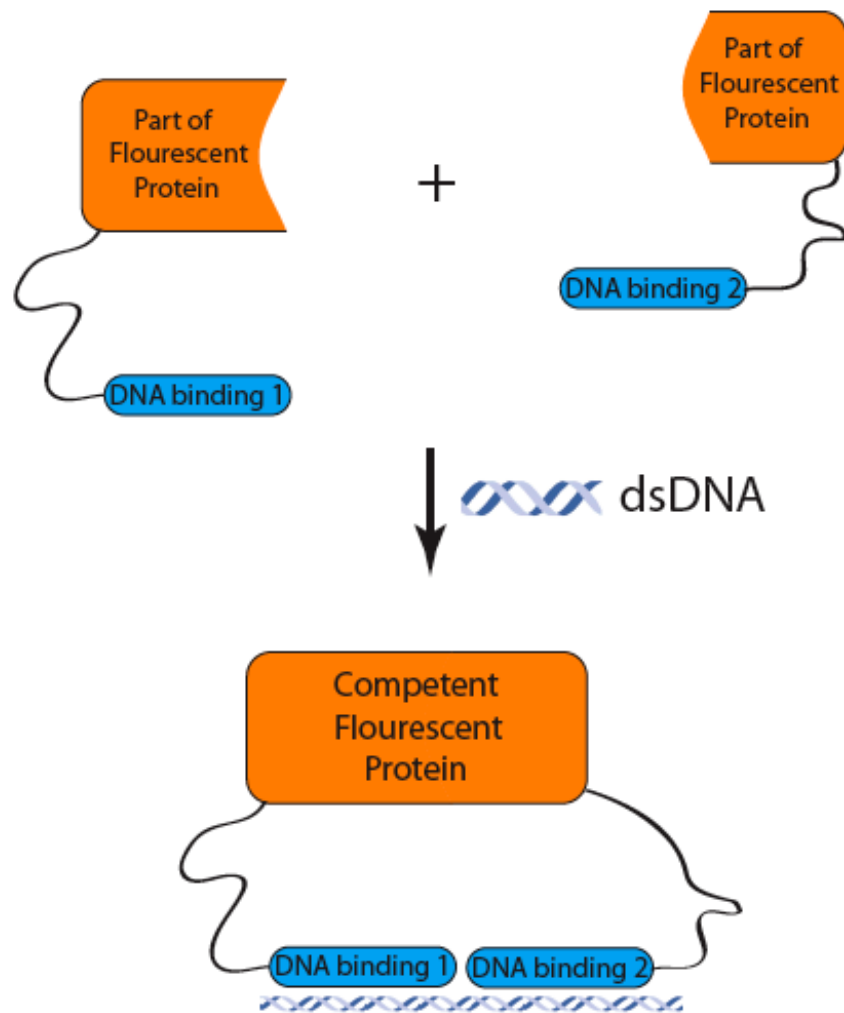 Part of
Flourescent
Protein
+
Part of
Flourescent
Protein
DNA binding 2
DNA binding 1
dsDNA
Competent
Flourescent
Protein
DNA binding 1
DNA binding 2